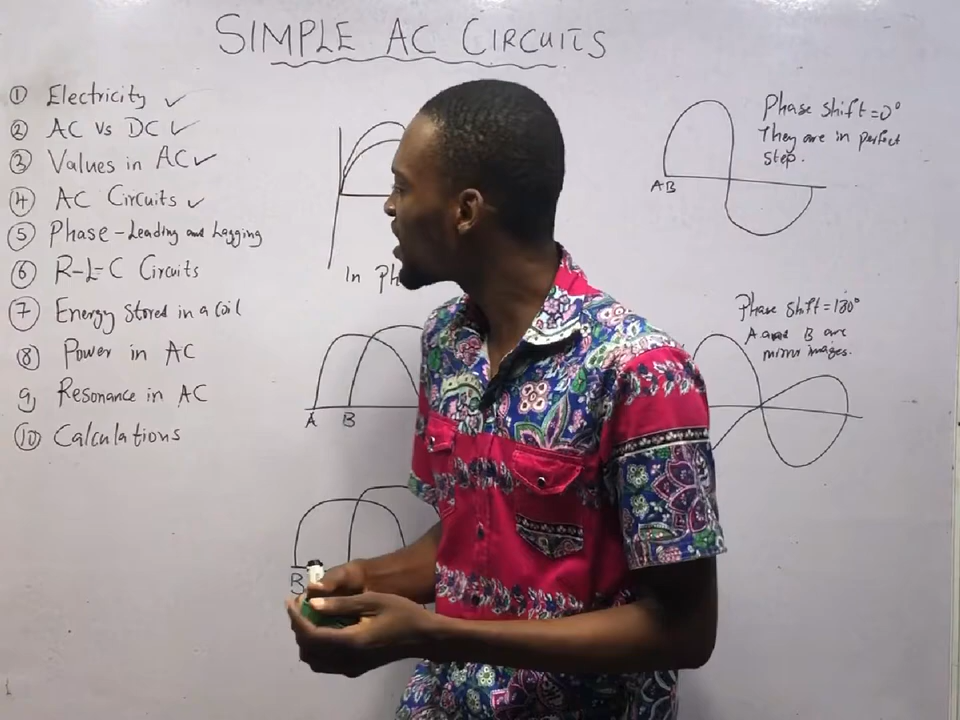 SIMPLE AC CIRCUITS
① Electricity ✓
② AC Vs DC ✓
③ Values in AC ✓
④ AC Circuits ✓
⑤ Phase - Leading and Lagging
⑥ R-L-C Circuits
⑦ Energy Stored in a Coil
⑧ Power in AC
⑨ Resonance in AC
⑩ Calculations
In Ph
A B
B
Phase Shift = 0°
They are in perfect
step.
AB
Phase Shift = 180°
A and B are
mirror images.